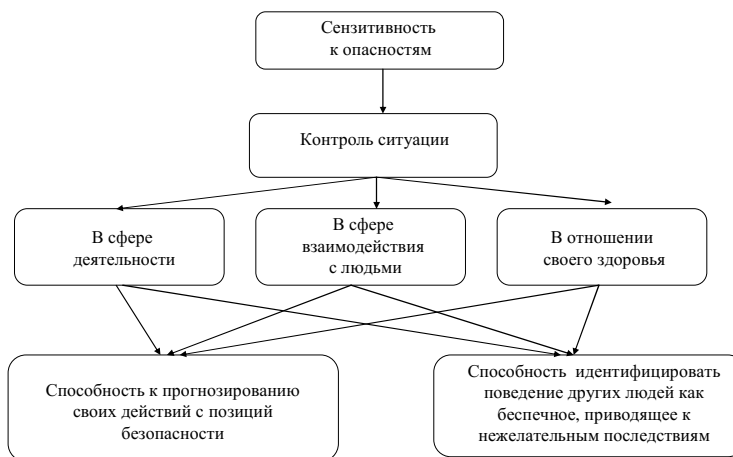 Сензитивность
к опасностям
Контроль ситуации
В сфере
деятельности
В сфере
взаимодействия
с людьми
В отношении
своего здоровья
Способность к прогнозированию
своих действий с позиций
безопасности
Способность идентифицировать
поведение других людей как
беспечное, приводящее к
нежелательным последствиям